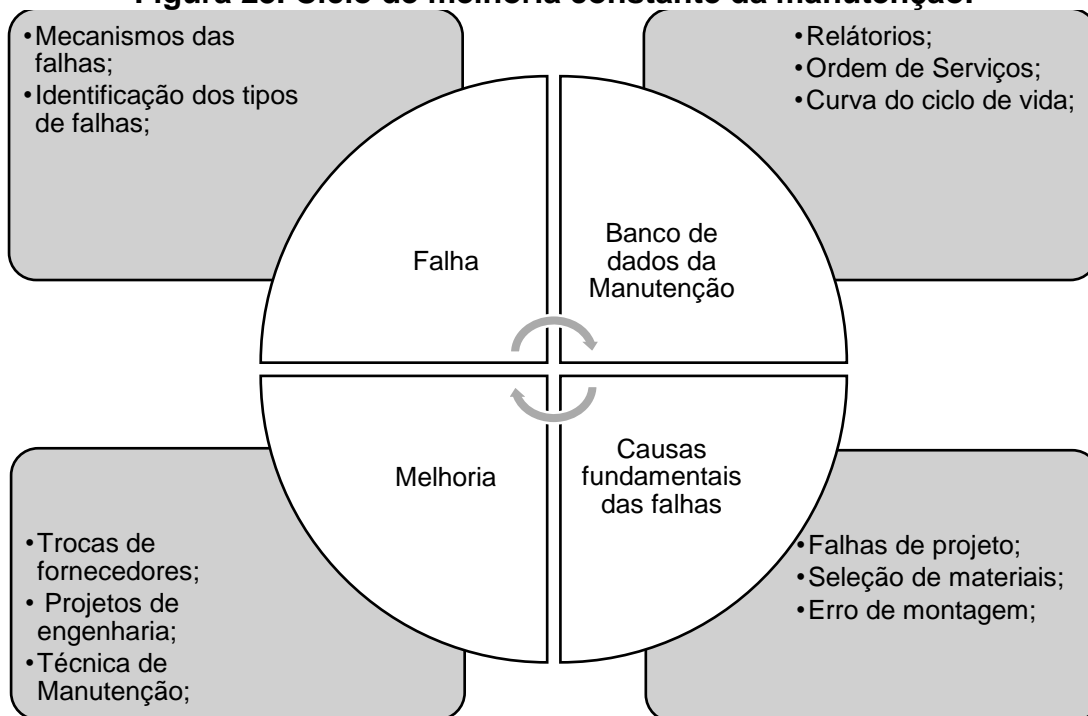 Figura 23. Ciclo de melhoria constante da manutenção.
•Mecanismos das
falhas;
•Identificação dos tipos
de falhas;
•Relátorios;
•Ordem de Serviços;
•Curva do ciclo de vida;
Falha
Banco de
dados da
Manutenção
Melhoria
Causas
fundamentais
das falhas
•Trocas de
fornecedores;
• Projetos de
engenharia;
•Técnica de
Manutenção;
•Falhas de projeto;
•Seleção de materiais;
•Erro de montagem;